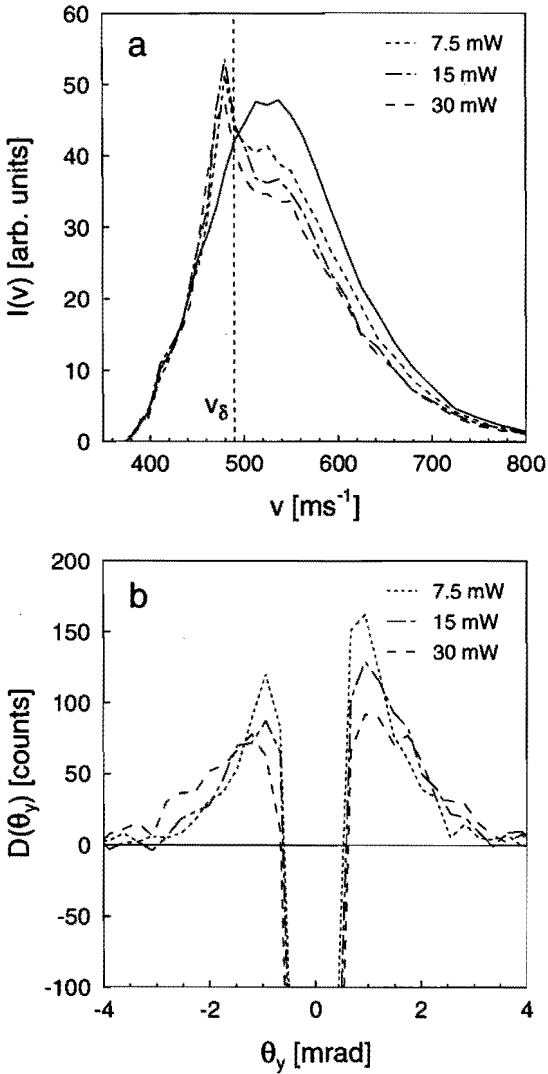 a
7.5 mW
15 mW
30 mW
60
50
40
30
20
10
0
I(v) [arb. units]
vδ
400 500 600 700 800
v [ms⁻¹]
b
7.5 mW
15 mW
30 mW
200
150
100
50
0
-50
-100
D(θy) [counts]
-4 -2 0 2 4
θy [mrad]